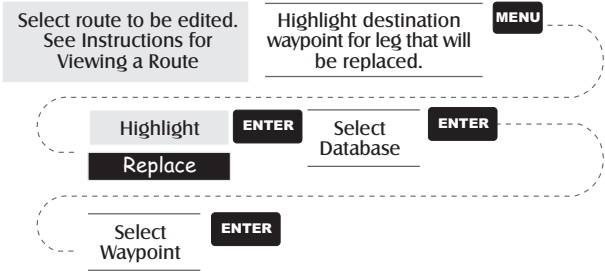 Select route to be edited.
See Instructions for
Viewing a Route
Highlight destination
waypoint for leg that will
be replaced.
MENU
Highlight
Replace
ENTER
Select
Database
ENTER
Select
Waypoint
ENTER